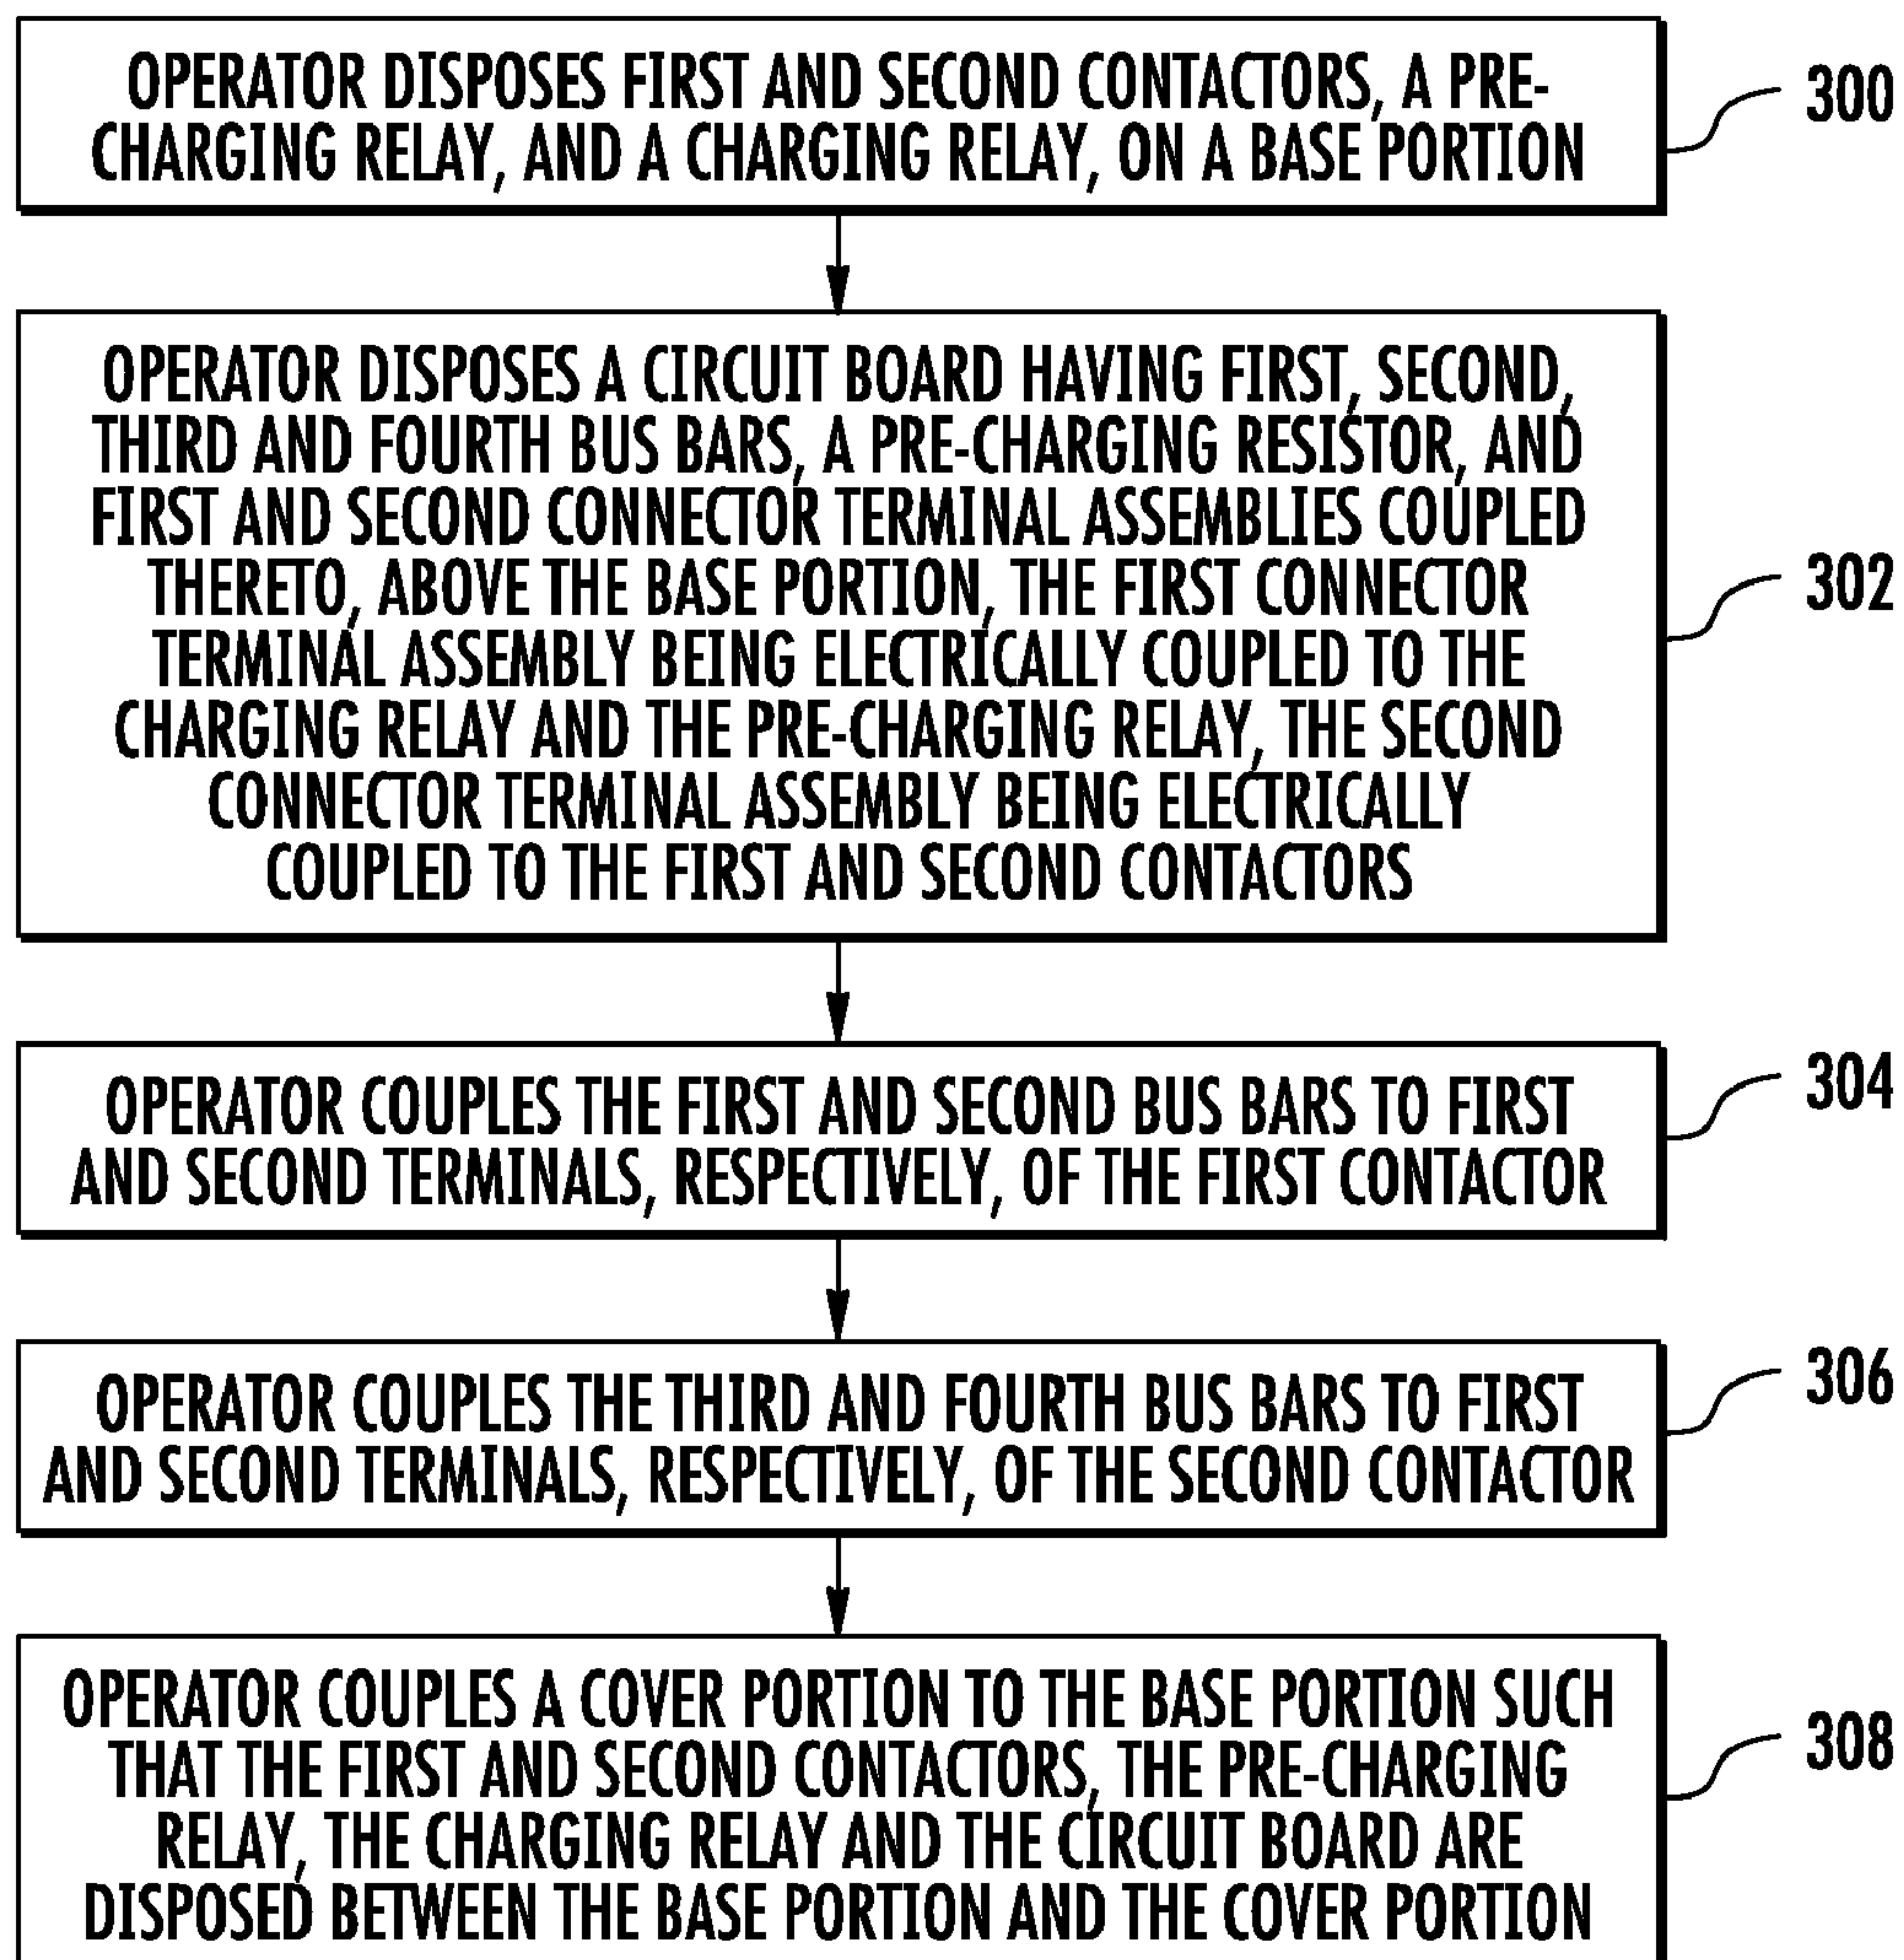 OPERATOR DISPOSES FIRST AND SECOND CONTACTORS, A PRE-
CHARGING RELAY, AND A CHARGING RELAY, ON A BASE PORTION
300
OPERATOR DISPOSES A CIRCUIT BOARD HAVING FIRST, SECOND,
THIRD AND FOURTH BUS BARS, A PRE-CHARGING RESISTOR, AND
FIRST AND SECOND CONNECTOR TERMINAL ASSEMBLIES COUPLED
THERETO, ABOVE THE BASE PORTION, THE FIRST CONNECTOR
TERMINAL ASSEMBLY BEING ELECTRICALLY COUPLED TO THE
CHARGING RELAY AND THE PRE-CHARGING RELAY, THE SECOND
CONNECTOR TERMINAL ASSEMBLY BEING ELECTRICALLY
COUPLED TO THE FIRST AND SECOND CONTACTORS
302
OPERATOR COUPLES THE FIRST AND SECOND BUS BARS TO FIRST
AND SECOND TERMINALS, RESPECTIVELY, OF THE FIRST CONTACTOR
304
OPERATOR COUPLES THE THIRD AND FOURTH BUS BARS TO FIRST
AND SECOND TERMINALS, RESPECTIVELY, OF THE SECOND CONTACTOR
306
OPERATOR COUPLES A COVER PORTION TO THE BASE PORTION SUCH
THAT THE FIRST AND SECOND CONTACTORS, THE PRE-CHARGING
RELAY, THE CHARGING RELAY AND THE CIRCUIT BOARD ARE
DISPOSED BETWEEN THE BASE PORTION AND THE COVER PORTION
308